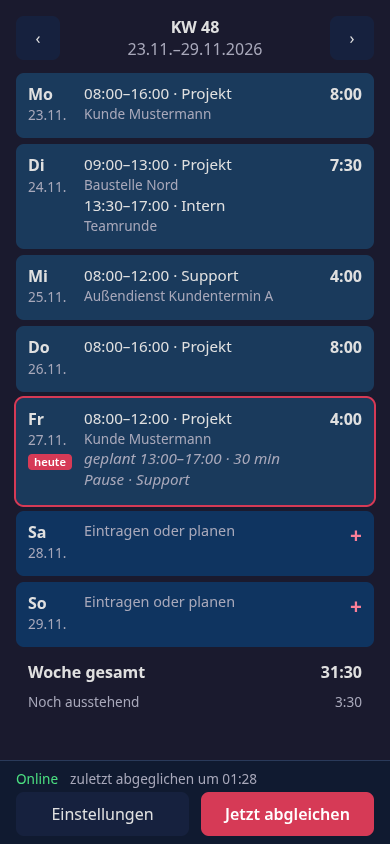 ‹ KW 48 ›
23.11.–29.11.2026
Mo 08:00–16:00 · Projekt 8:00
23.11. Kunde Mustermann
Di 09:00–13:00 · Projekt 7:30
24.11. Baustelle Nord
13:30–17:00 · Intern
Teamrunde
Mi 08:00–12:00 · Support 4:00
25.11. Außendienst Kundentermin A
Do 08:00–16:00 · Projekt 8:00
26.11.
Fr 08:00–12:00 · Projekt 4:00
27.11. Kunde Mustermann
heute geplant 13:00–17:00 · 30 min
Pause · Support
Sa Eintragen oder planen +
28.11.
So Eintragen oder planen +
29.11.
Woche gesamt 31:30
Noch ausstehend 3:30
Online zuletzt abgeglichen um 01:28
Einstellungen Jetzt abgleichen